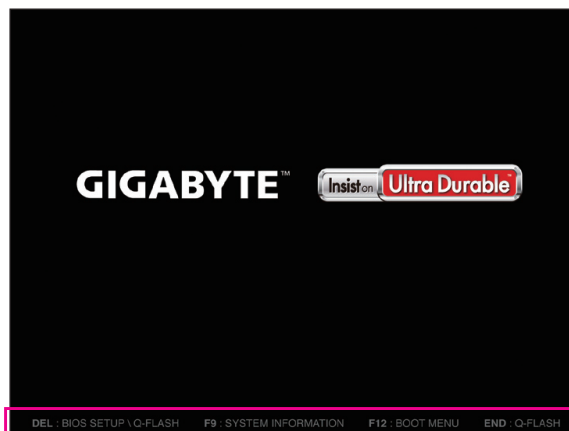 GIGABYTE™ Insist on Ultra Durable™
DEL : BIOS SETUP \ Q-FLASH F9 : SYSTEM INFORMATION F12 : BOOT MENU END : Q-FLASH